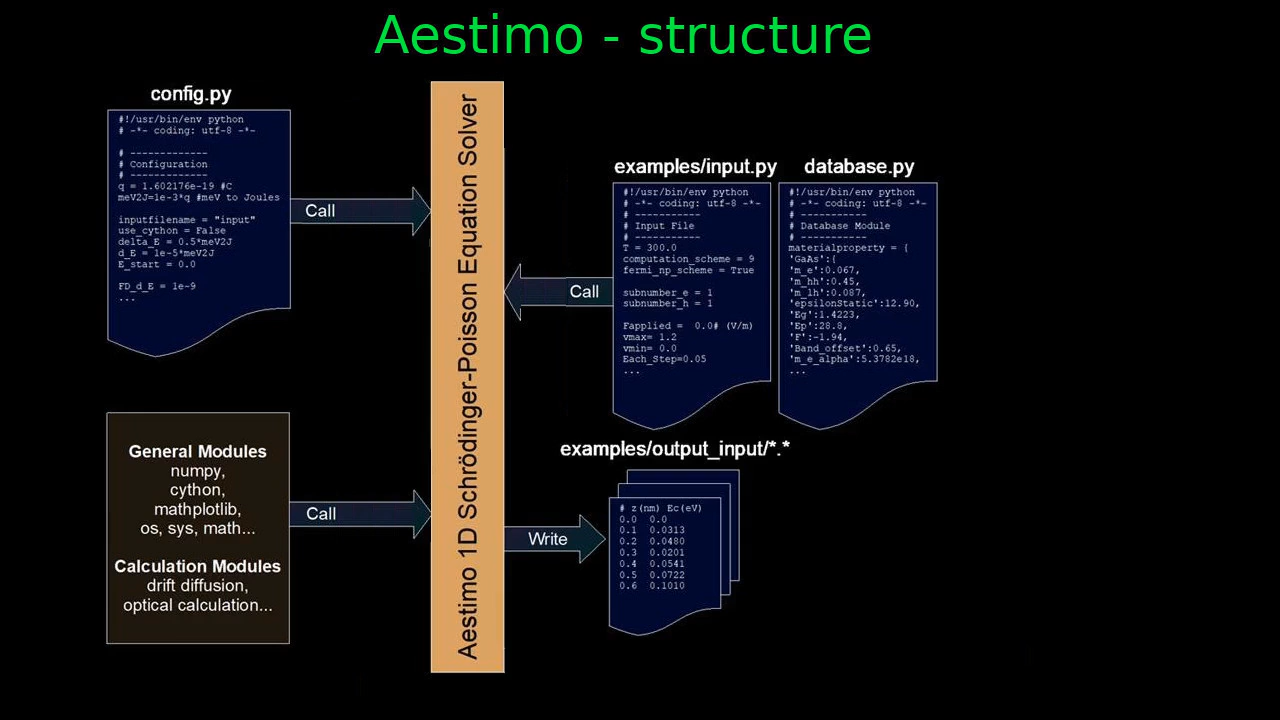 Aestimo - structure
config.py
#!/usr/bin/env python
# -*- coding: utf-8 -*-
# -------------
# Configuration
# -------------
q = 1.602176e-19 #C
meV2J=1e-3*q #meV to Joules
inputfilename = "input"
use_cython = False
delta_E = 0.5*meV2J
d_E = 1e-5*meV2J
E_start = 0.0
FD_d_E = 1e-9
...
Call
General Modules
numpy,
cython,
mathplotlib,
os, sys, math...
Calculation Modules
drift diffusion,
optical calculation...
Call
Aestimo 1D Schrödinger-Poisson Equation Solver
examples/input.py
#!/usr/bin/env python
# -*- coding: utf-8 -*-
# -----------
# Input File
# -----------
T = 300.0
computation_scheme = 9
fermi_np_scheme = True
subnumber_e = 1
subnumber_h = 1
Fapplied =  0.0# (V/m)
vmax= 1.2
vmin= 0.0
Each_Step=0.05
...
Call
database.py
#!/usr/bin/env python
# -*- coding: utf-8 -*-
# -----------
# Database Module
# -----------
materialproperty = {
'GaAs':{
'm_e':0.067,
'm_hh':0.45,
'm_lh':0.087,
'epsilonStatic':12.90,
'Eg':1.4223,
'Ep':28.8,
'F':-1.94,
'Band_offset':0.65,
'm_e_alpha':5.3782e18,
...
examples/output_input/*.*
Write
# z(nm) Ec(eV)
0.0 0.0
0.1 0.0313
0.2 0.0480
0.3 0.0201
0.4 0.0541
0.5 0.0722
0.6 0.1010